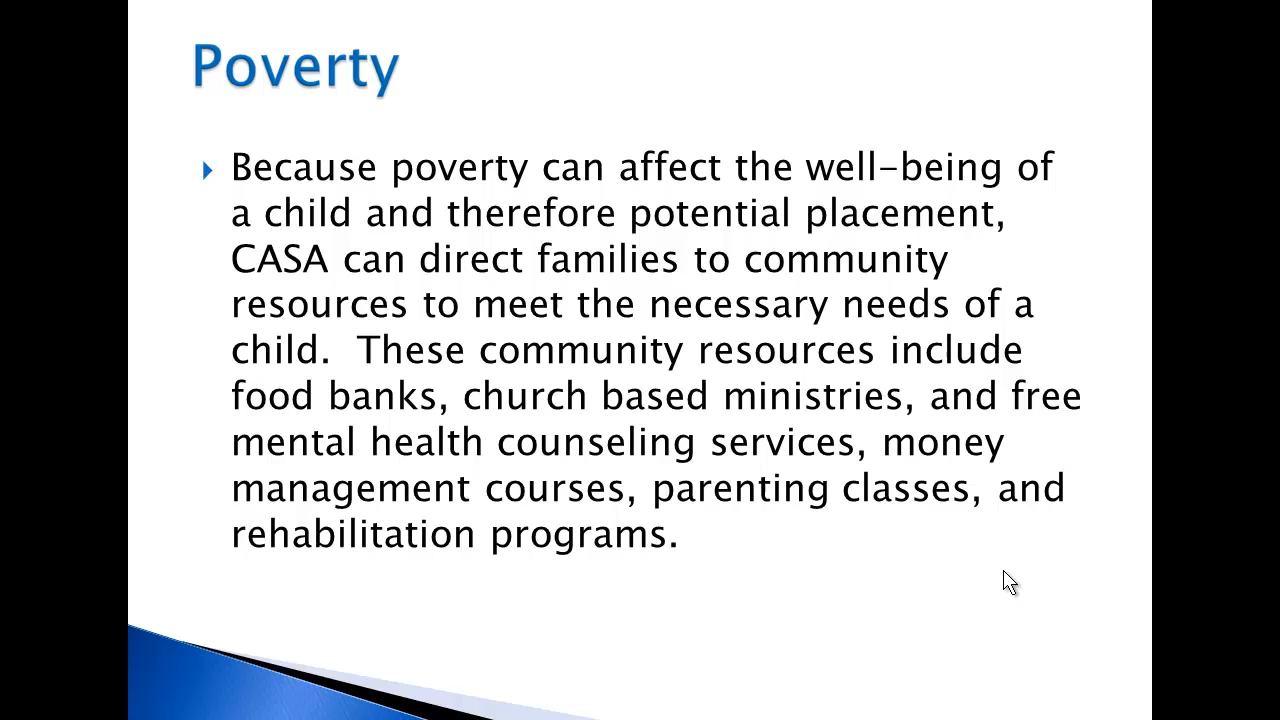 Poverty
Because poverty can affect the well-being of
a child and therefore potential placement,
CASA can direct families to community
resources to meet the necessary needs of a
child.  These community resources include
food banks, church based ministries, and free
mental health counseling services, money
management courses, parenting classes, and
rehabilitation programs.